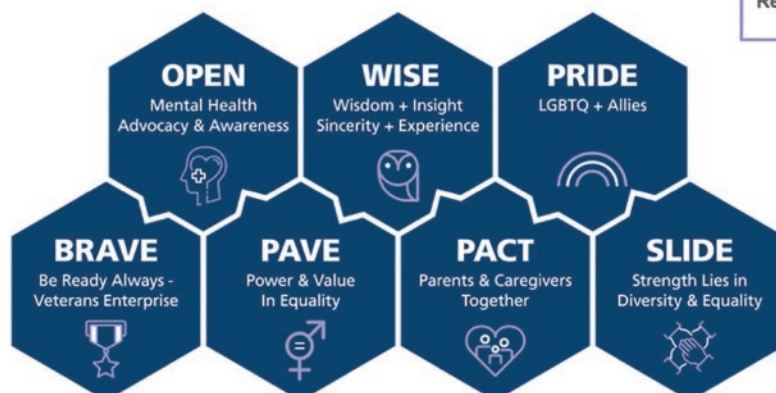 Re
OPEN
Mental Health
Advocacy & Awareness
WISE
Wisdom + Insight
Sincerity + Experience
PRIDE
LGBTQ + Allies
BRAVE
Be Ready Always -
Veterans Enterprise
PAVE
Power & Value
In Equality
PACT
Parents & Caregivers
Together
SLIDE
Strength Lies in
Diversity & Equality